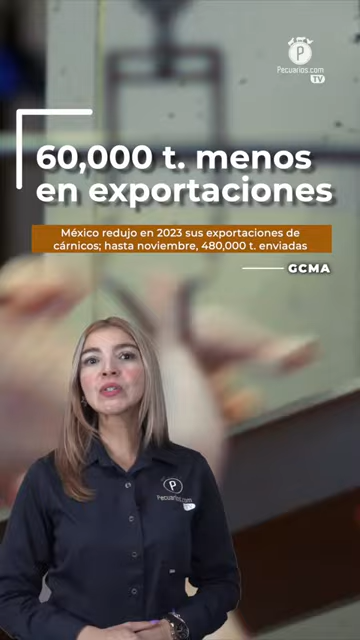 Pecuarios.com
TV
60,000 t. menos
en exportaciones
México redujo en 2023 sus exportaciones de
cárnicos; hasta noviembre, 480,000 t. enviadas
GCMA
P
Pecuarios.com